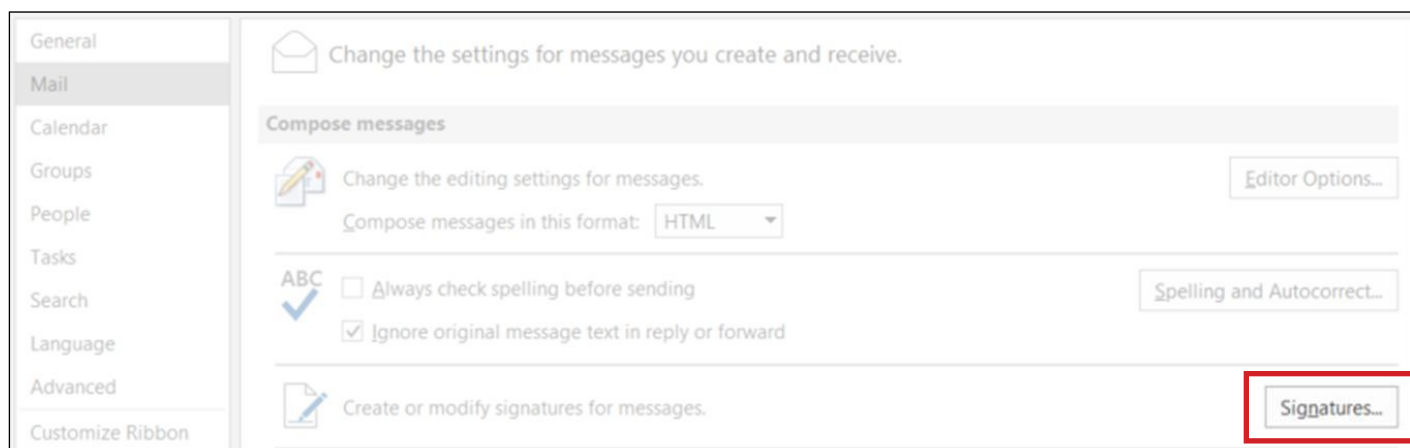 General
Mail
Calendar
Groups
People
Tasks
Search
Language
Advanced
Customize Ribbon
Change the settings for messages you create and receive.
Compose messages
Change the editing settings for messages.
Editor Options...
Compose messages in this format: HTML
ABC
Always check spelling before sending
Spelling and Autocorrect...
Ignore original message text in reply or forward
Create or modify signatures for messages.
Signatures...